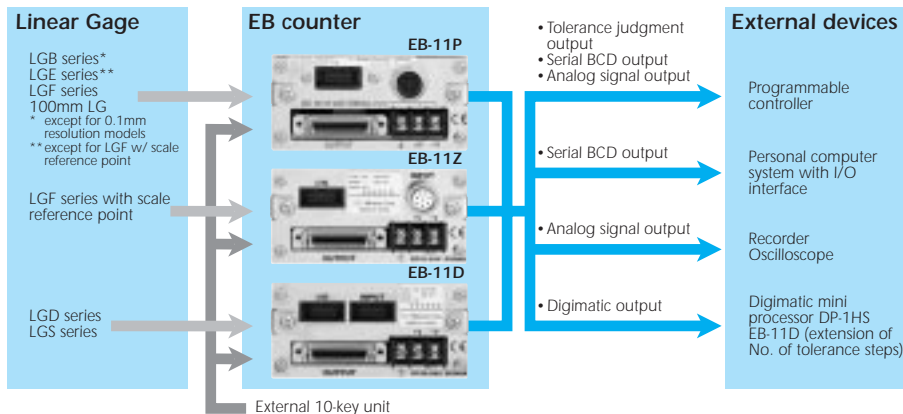 Linear Gage
LGB series*
LGE series**
LGF series
100mm LG
* except for 0.1mm
resolution models
** except for LGF w/ scale
reference point
LGF series with scale
reference point
LGD series
LGS series
EB counter
EB-11P
OUTPUT
EB-11Z
INPUT
OUTPUT
EB-11D
OUTPUT
External 10-key unit
• Tolerance judgment
output
• Serial BCD output
• Analog signal output
• Serial BCD output
• Analog signal output
• Digimatic output
External devices
Programmable
controller
Personal computer
system with I/O
interface
Recorder
Oscilloscope
Digimatic mini
processor DP-1HS
EB-11D (extension of
No. of tolerance steps)